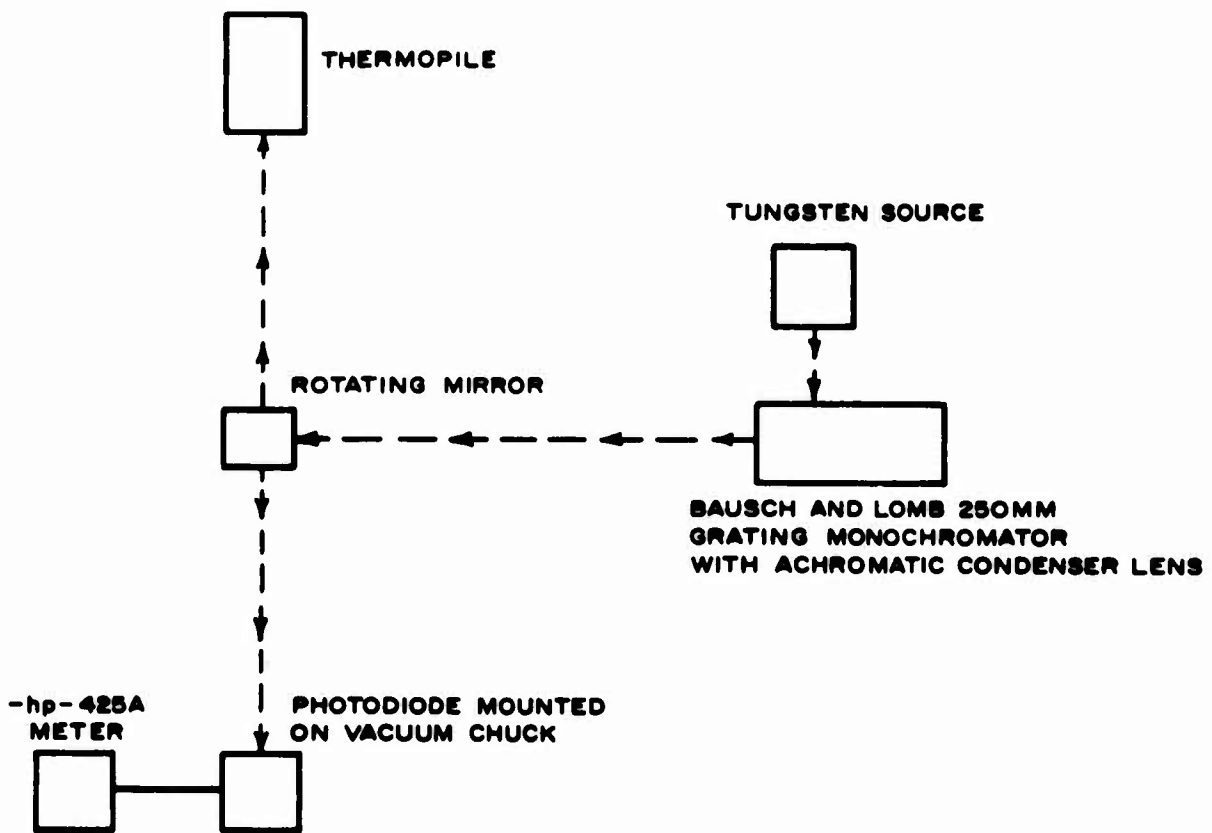 THERMOPILE
TUNGSTEN SOURCE
ROTATING MIRROR
BAUSCH AND LOMB 250MM
GRATING MONOCHROMATOR
WITH ACHROMATIC CONDENSER LENS
-hp-425A
METER
PHOTODIODE MOUNTED
ON VACUUM CHUCK